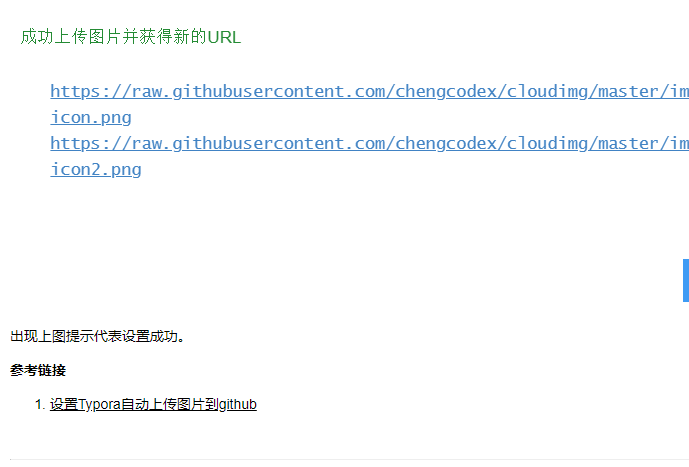 成功上传图片并获得新的URL
https://raw.githubusercontent.com/chengcodex/cloudimg/master/im
icon.png
https://raw.githubusercontent.com/chengcodex/cloudimg/master/im
icon2.png
出现上图提示代表设置成功。
参考链接
1. 设置Typora自动上传图片到github